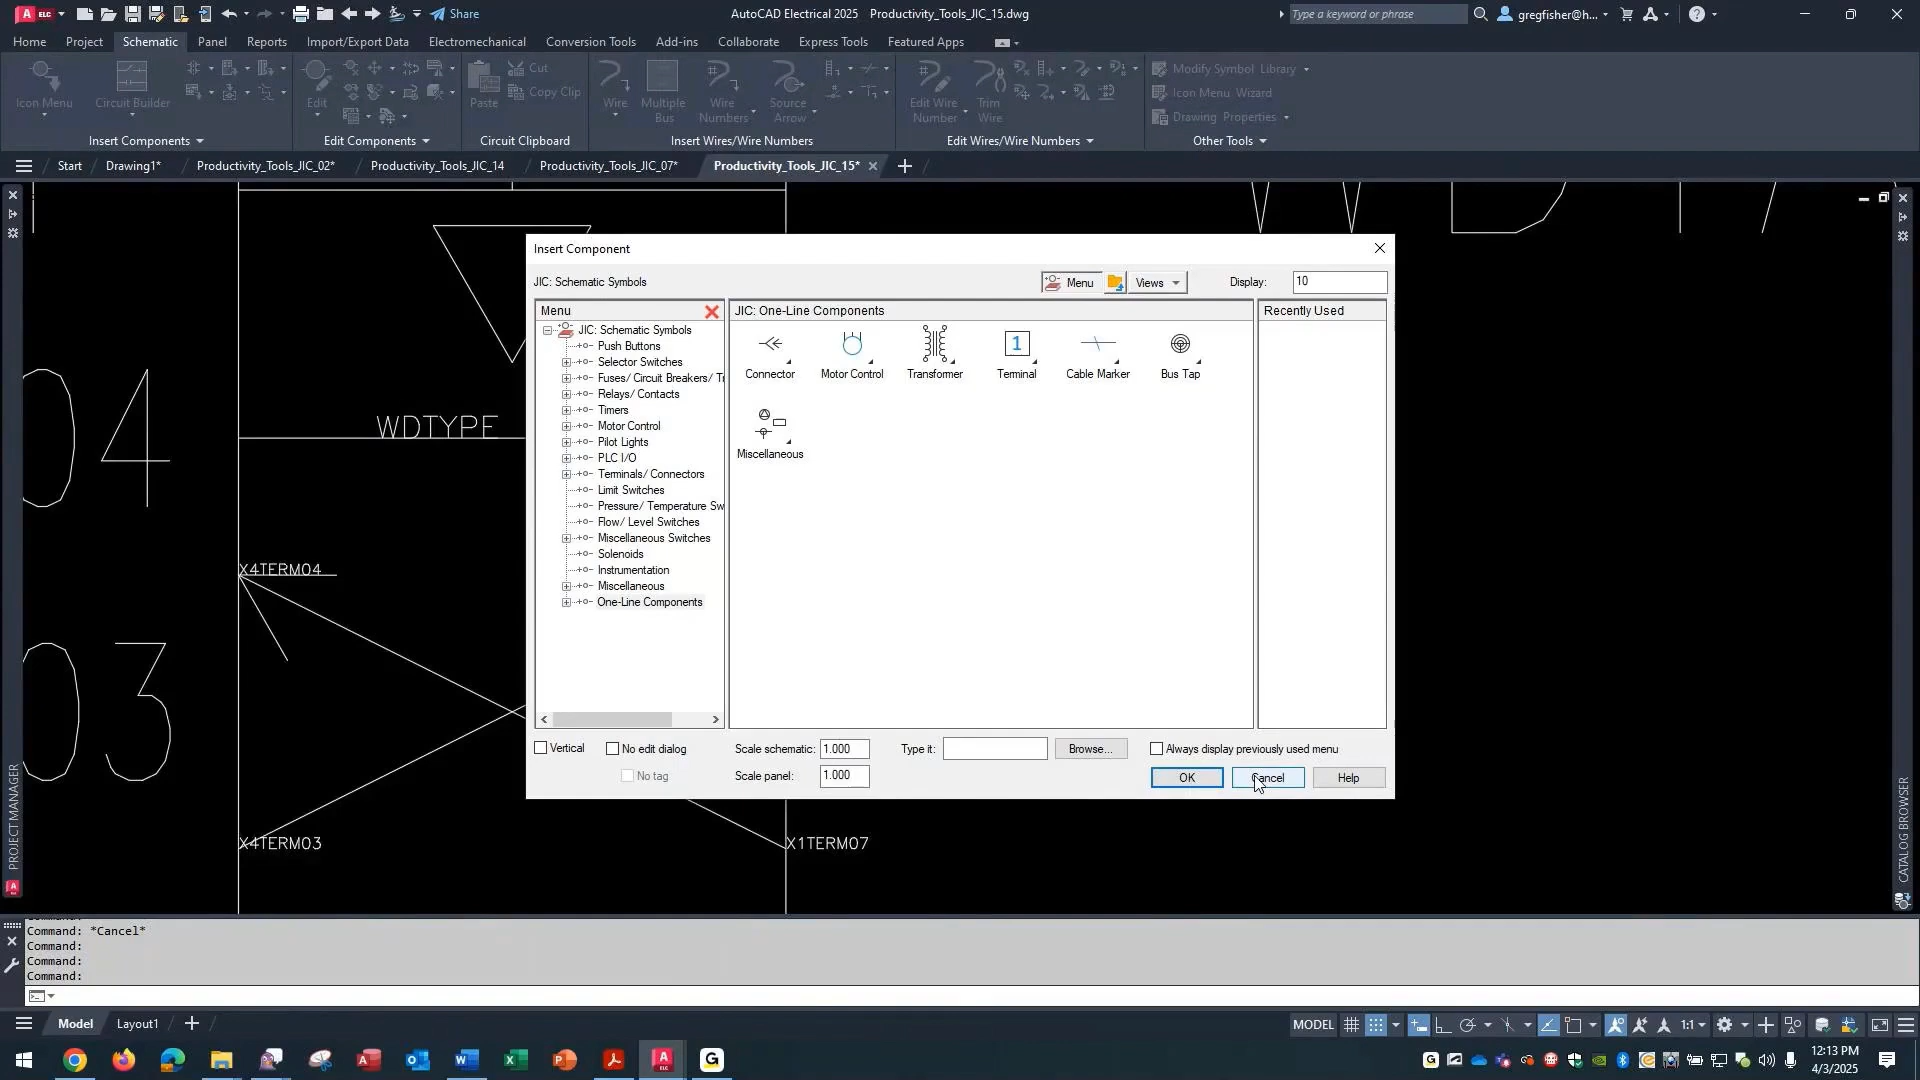 ELC
Share
AutoCAD Electrical 2025 Productivity_Tools_JIC_15.dwg
Type a keyword or phrase
gregfisher@h...
Home Project Schematic Panel Reports Import/Export Data Electromechanical Conversion Tools Add-ins Collaborate Express Tools Featured Apps
Icon Menu
Circuit Builder
Insert Components
Edit
Edit Components
Paste
Cut
Copy Clip
Circuit Clipboard
Wire
Multiple
Bus
Wire
Numbers
Source
Arrow
Insert Wires/Wire Numbers
Edit Wire
Number
Trim
Wire
Edit Wires/Wire Numbers
Modify Symbol Library
Icon Menu Wizard
Drawing Properties
Other Tools
Start Drawing1* Productivity_Tools_JIC_02* Productivity_Tools_JIC_14 Productivity_Tools_JIC_07* Productivity_Tools_JIC_15*
04
WDTYPE
X4TERM04
03
X4TERM03
X1TERM07
PROJECT MANAGER
CATALOG BROWSER
Insert Component
JIC: Schematic Symbols
Menu
Views
Display:
10
Menu
JIC: Schematic Symbols
Push Buttons
Selector Switches
Fuses/ Circuit Breakers/ Tr
Relays/ Contacts
Timers
Motor Control
Pilot Lights
PLC I/O
Terminals/ Connectors
Limit Switches
Pressure/ Temperature Sw
Flow/ Level Switches
Miscellaneous Switches
Solenoids
Instrumentation
Miscellaneous
One-Line Components
JIC: One-Line Components
1
Connector Motor Control Transformer Terminal Cable Marker Bus Tap
Miscellaneous
Recently Used
Vertical
No edit dialog
No tag
Scale schematic: 1.000
Scale panel: 1.000
Type it:
Browse...
Always display previously used menu
OK
Cancel
Help
Command: *Cancel*
Command:
Command:
Command:
Model Layout1
MODEL
1:1
12:13 PM
4/3/2025